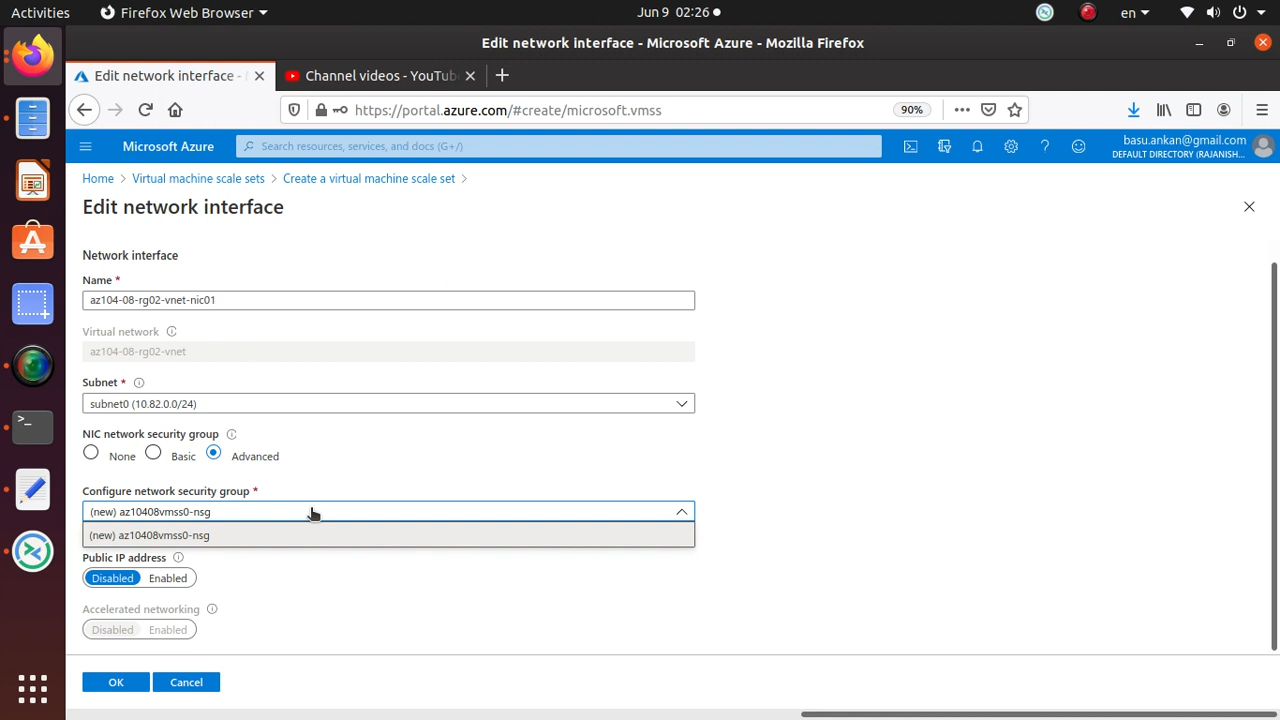 Activities
Firefox Web Browser
Jun 9 02:26
en
Edit network interface - Microsoft Azure - Mozilla Firefox
Edit network interface -
Channel videos - YouTube
https://portal.azure.com/#create/microsoft.vmss
90%
Microsoft Azure
Search resources, services, and docs (G+/)
basu.ankan@gmail.com
DEFAULT DIRECTORY (RAJANISH...
Home > Virtual machine scale sets > Create a virtual machine scale set >
Edit network interface
Network interface
Name *
az104-08-rg02-vnet-nic01
Virtual network
az104-08-rg02-vnet
Subnet *
subnet0 (10.82.0.0/24)
NIC network security group
None
Basic
Advanced
Configure network security group *
(new) az10408vmss0-nsg
(new) az10408vmss0-nsg
Public IP address
Disabled Enabled
Accelerated networking
Disabled Enabled
OK
Cancel